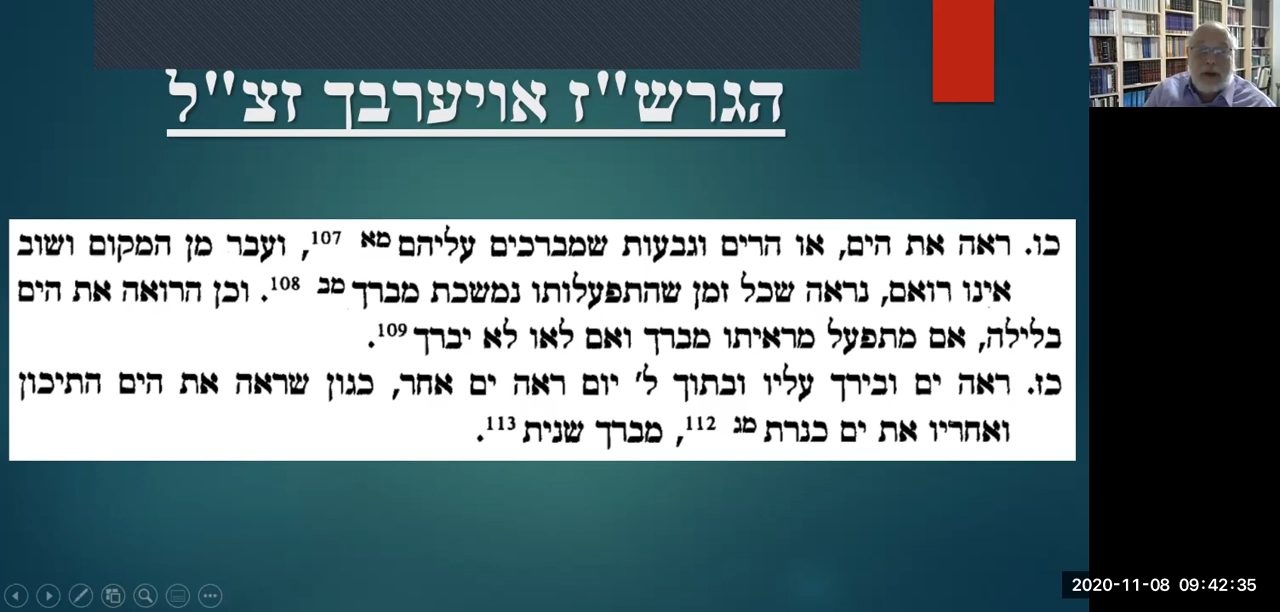 הגרש"ז אויערבך זצ"ל
כו. ראה את הים, או הרים וגבעות שמברכים עליהם מא 107, ועבר מן המקום ושוב
אינו רואם, נראה שכל זמן שהתפעלותו נמשכת מברך מב 108. וכן הרואה את הים
בלילה, אם מתפעל מראיתו מברך ואם לאו לא יברך 109.
כז. ראה ים ובירך עליו ובתוך ל' יום ראה ים אחר, כגון שראה את הים התיכון
ואחריו את ים כנרת מג 112, מברך שנית 113.
2020-11-08 09:42:35